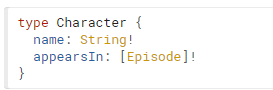 type Character {
  name: String!
  appearsIn: [Episode]!
}